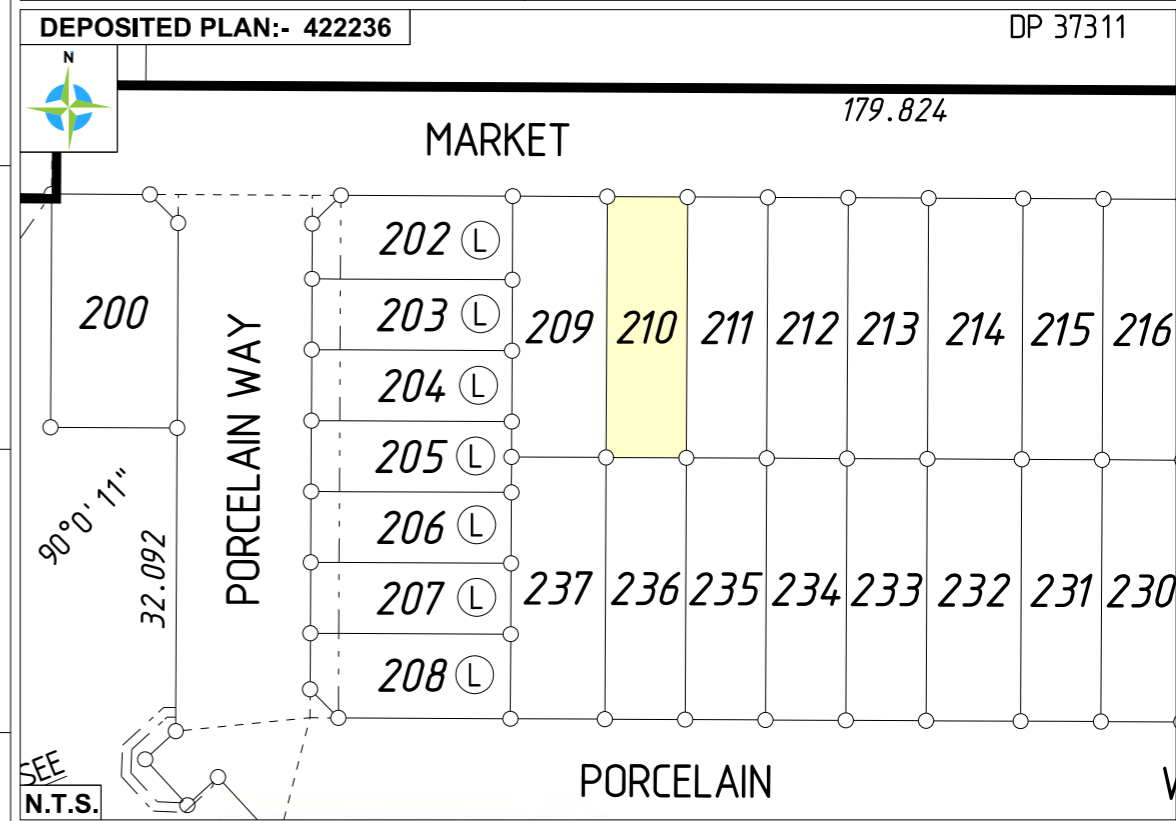 DEPOSITED PLAN:- 422236
DP 37311
N
179.824
MARKET
202 L
200
203 L
209 210 211 212 213 214 215 216
PORCELAIN WAY
204 L
205 L
90°0' 11"
206 L
32.092
237 236 235 234 233 232 231 230
207 L
208 L
SEE
PORCELAIN
N.T.S.